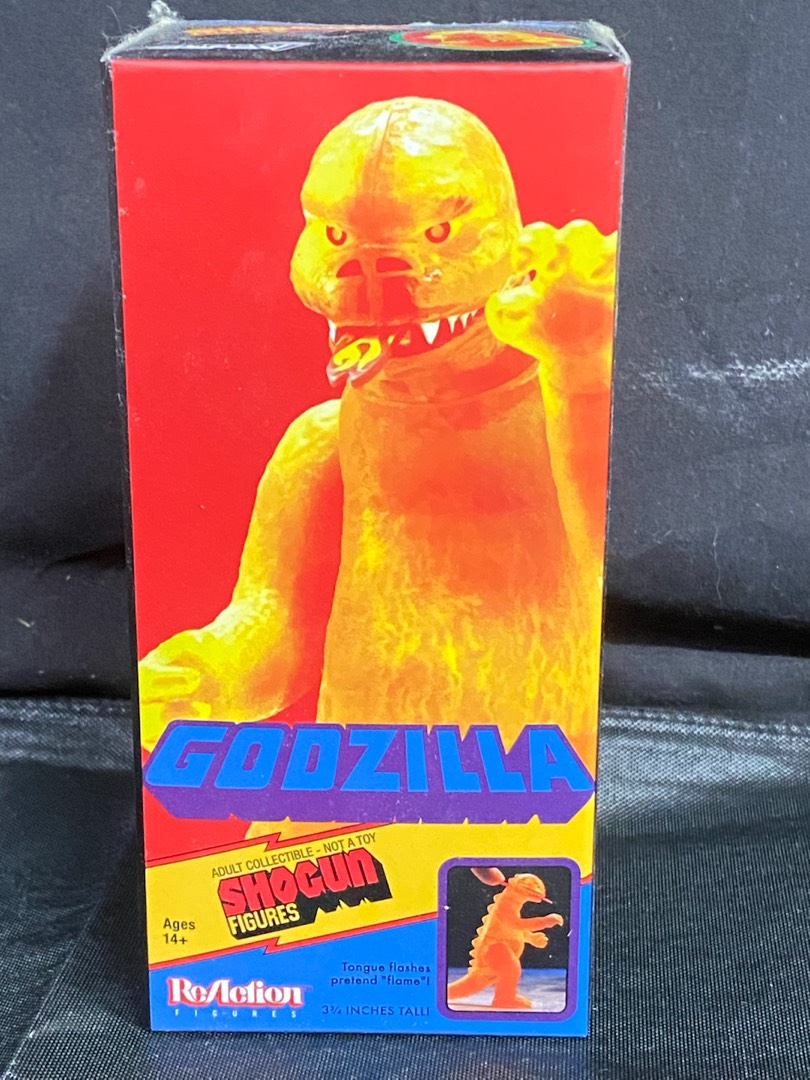 GODZILLA
ADULT COLLECTIBLE - NOT A TOY
SHOGUN
FIGURES
Ages
14+
Tongue flashes
pretend "flame"!
ReAction
FIGURES
3¾ INCHES TALL!